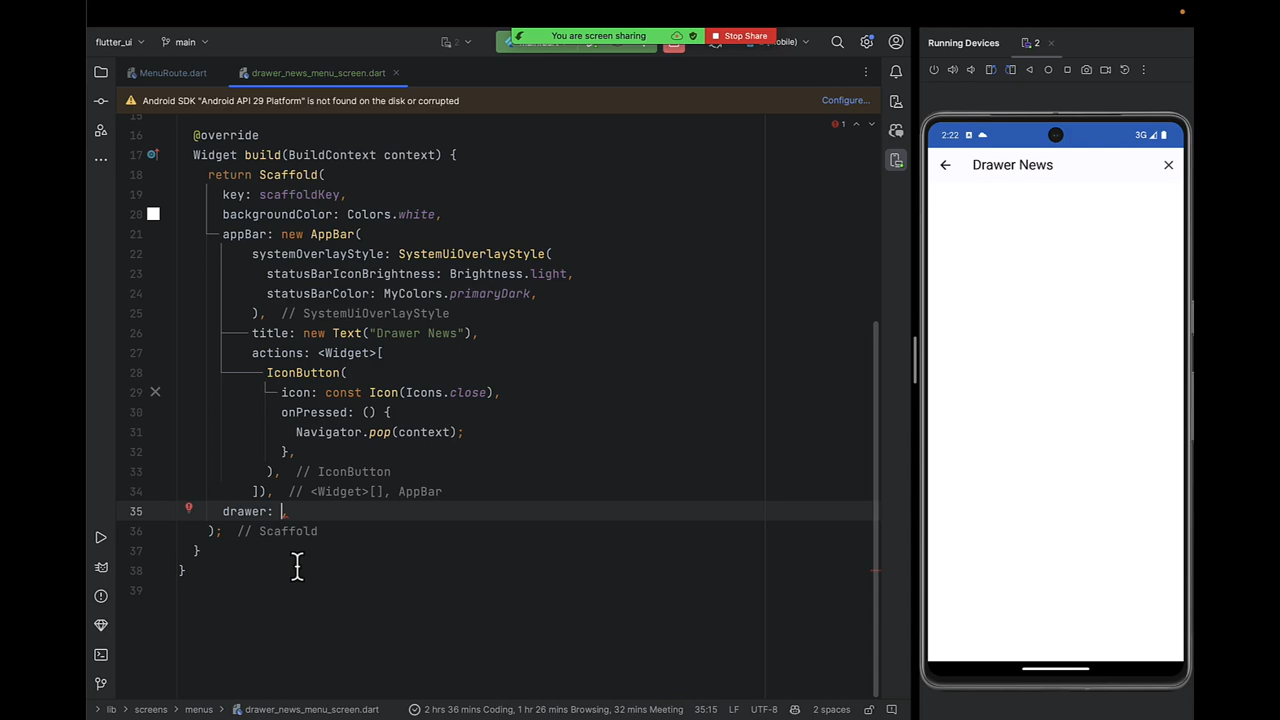 You are screen sharing
Stop Share
flutter_ui
main
2
Running Devices
2
MenuRoute.dart
drawer_news_menu_screen.dart
Android SDK "Android API 29 Platform" is not found on the disk or corrupted
Configure...
1
15
16 @override
17 Widget build(BuildContext context) {
18 return Scaffold(
19 key: scaffoldKey,
20 backgroundColor: Colors.white,
21 appBar: new AppBar(
22 systemOverlayStyle: SystemUiOverlayStyle(
23 statusBarIconBrightness: Brightness.light,
24 statusBarColor: MyColors.primaryDark,
25 ), // SystemUiOverlayStyle
26 title: new Text("Drawer News"),
27 actions: <Widget>[
28 IconButton(
29 icon: const Icon(Icons.close),
30 onPressed: () {
31 Navigator.pop(context);
32 },
33 ), // IconButton
34 ]), // <Widget>[], AppBar
35 drawer: ,
36 ); // Scaffold
37 }
38 }
39
2:22
3G
Drawer News
lib > screens > menus > drawer_news_menu_screen.dart
2 hrs 36 mins Coding, 1 hr 26 mins Browsing, 32 mins Meeting
35:15 LF UTF-8 2 spaces